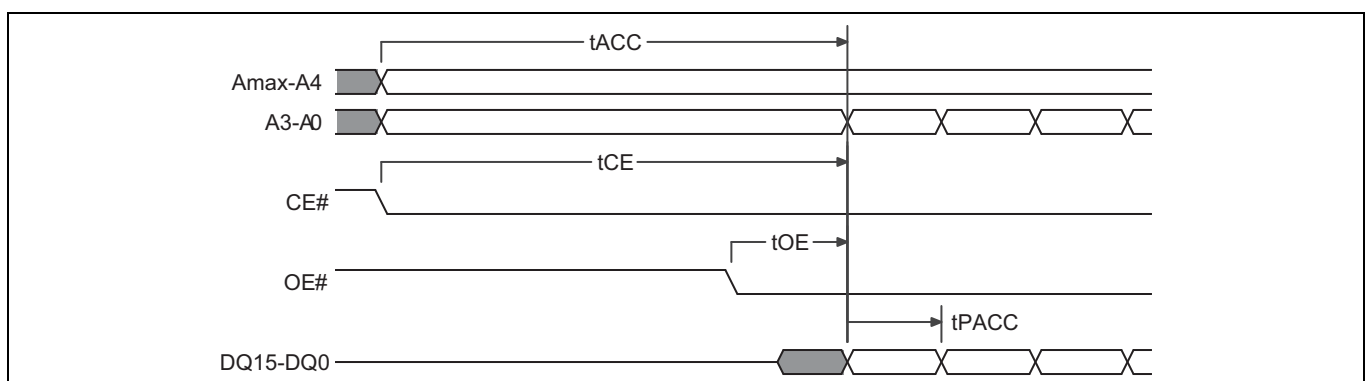 tACC
Amax-A4
A3-A0
tCE
CE#
tOE
OE#
tPACC
DQ15-DQ0